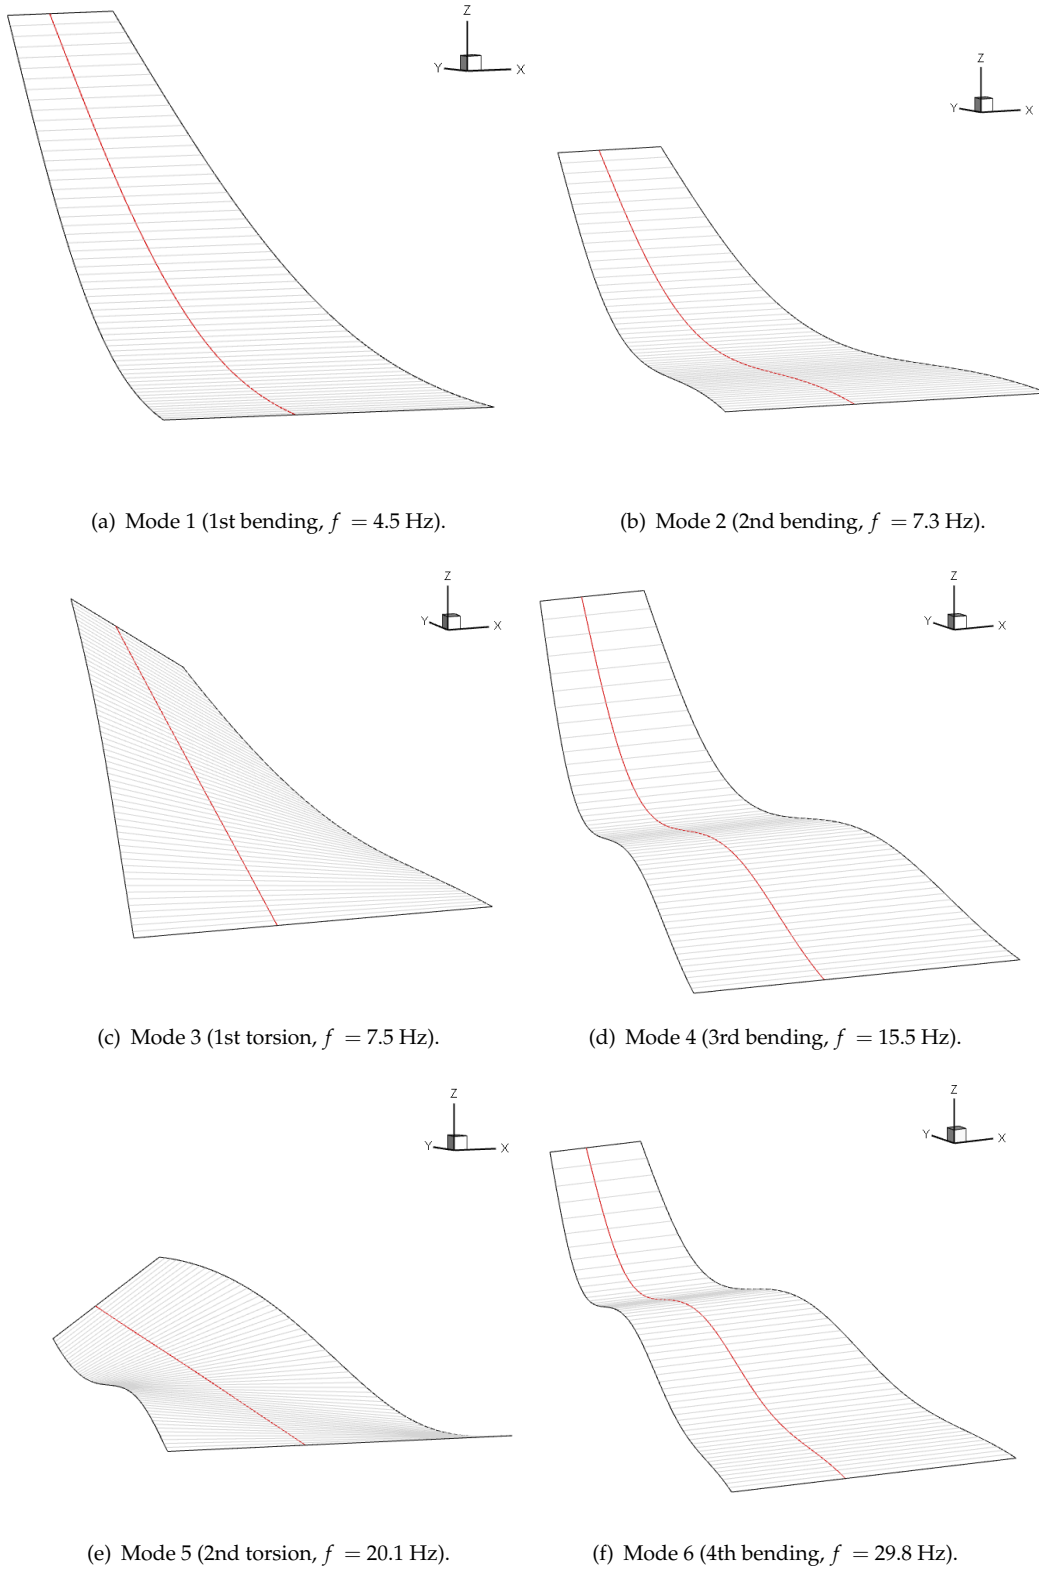 Z
Y X
Z
Y X
(a) Mode 1 (1st bending, f = 4.5 Hz).
(b) Mode 2 (2nd bending, f = 7.3 Hz).
Z
Y X
Z
Y X
(c) Mode 3 (1st torsion, f = 7.5 Hz).
(d) Mode 4 (3rd bending, f = 15.5 Hz).
Z
Y X
Z
Y X
(e) Mode 5 (2nd torsion, f = 20.1 Hz).
(f) Mode 6 (4th bending, f = 29.8 Hz).